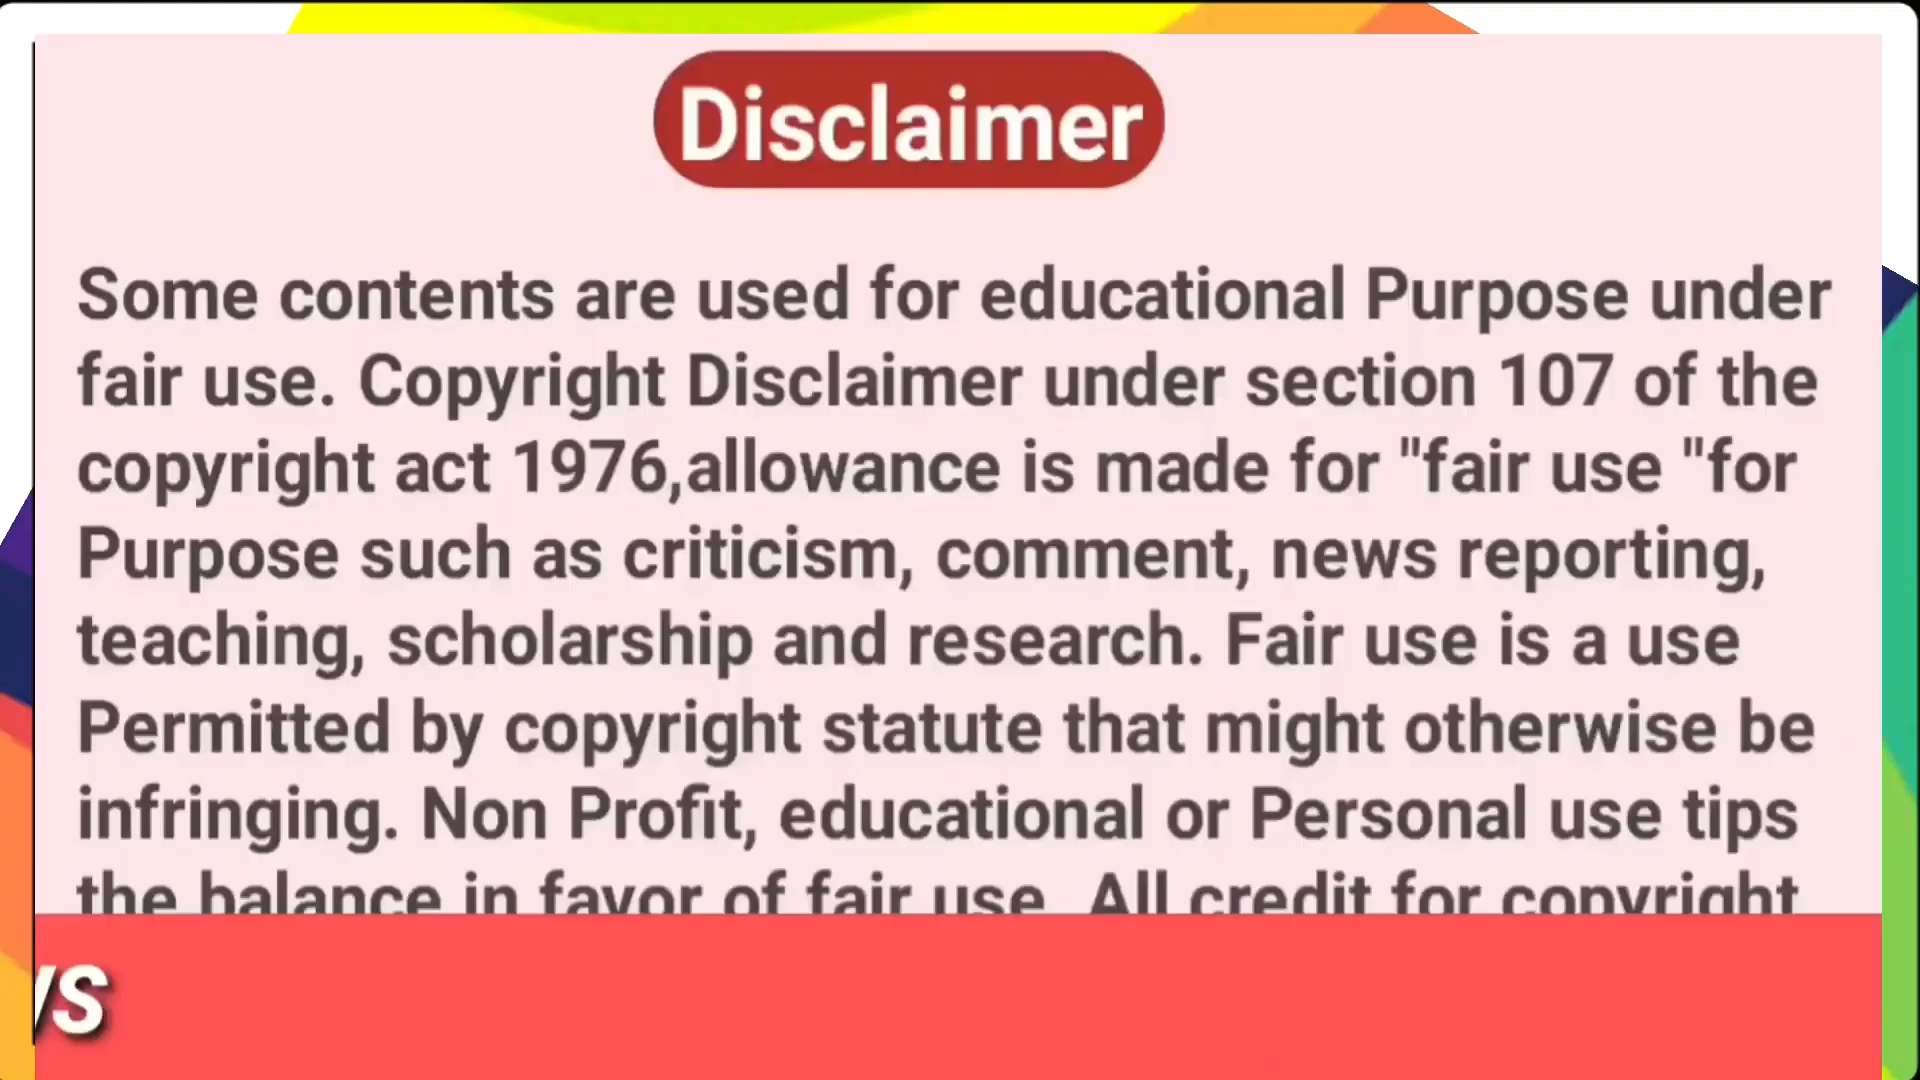 Disclaimer
Some contents are used for educational Purpose under
fair use. Copyright Disclaimer under section 107 of the
copyright act 1976,allowance is made for "fair use "for
Purpose such as criticism, comment, news reporting,
teaching, scholarship and research. Fair use is a use
Permitted by copyright statute that might otherwise be
infringing. Non Profit, educational or Personal use tips
the balance in favor of fair use. All credit for copyright